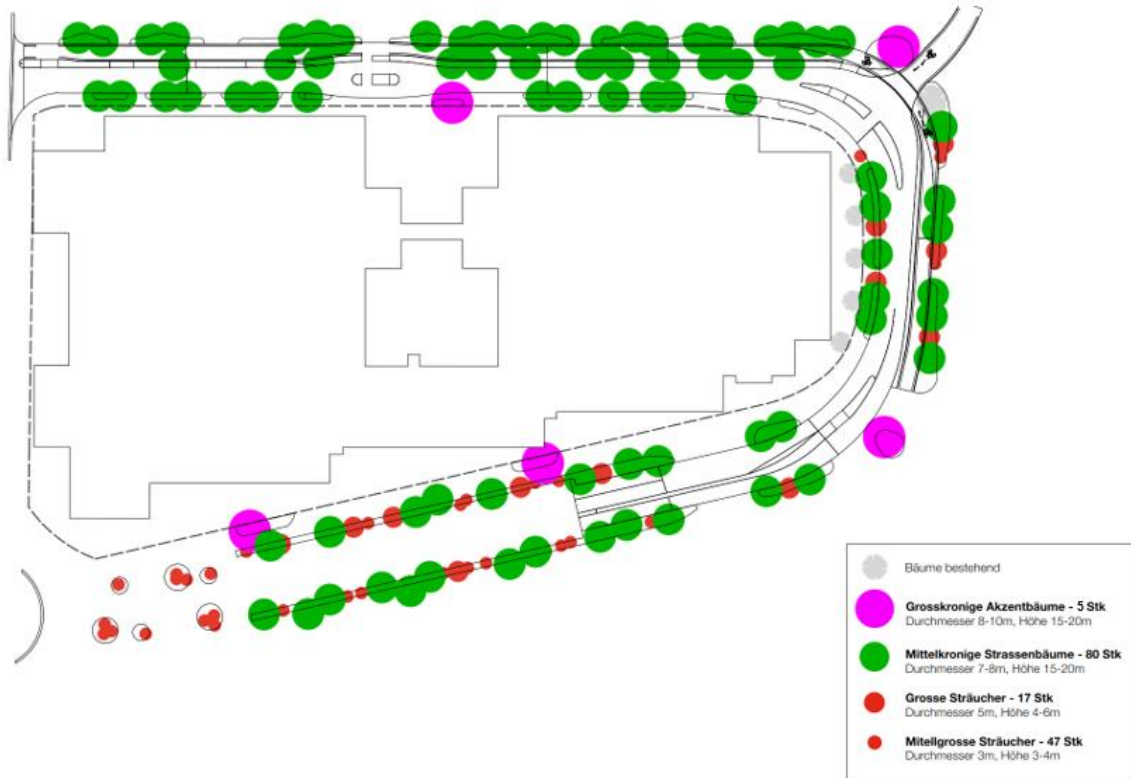 Bäume bestehend
Grosskronige Akzentbäume - 5 Stk
Durchmesser 8-10m, Höhe 15-20m
Mittelkronige Strassenbäume - 80 Stk
Durchmesser 7-8m, Höhe 15-20m
Grosse Sträucher - 17 Stk
Durchmesser 5m, Höhe 4-6m
Mitellgrosse Sträucher - 47 Stk
Durchmesser 3m, Höhe 3-4m